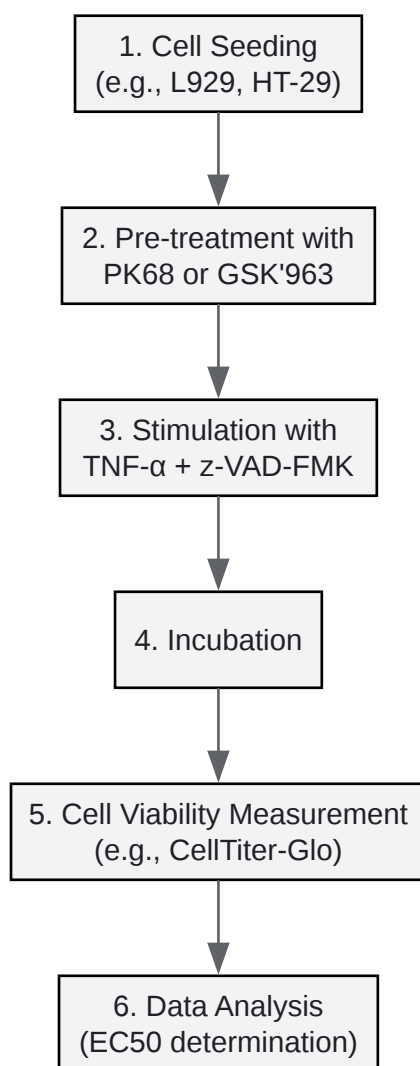 1. Cell Seeding
(e.g., L929, HT-29)
2. Pre-treatment with
PK68 or GSK'963
3. Stimulation with
TNF-α + z-VAD-FMK
4. Incubation
5. Cell Viability Measurement
(e.g., CellTiter-Glo)
6. Data Analysis
(EC50 determination)